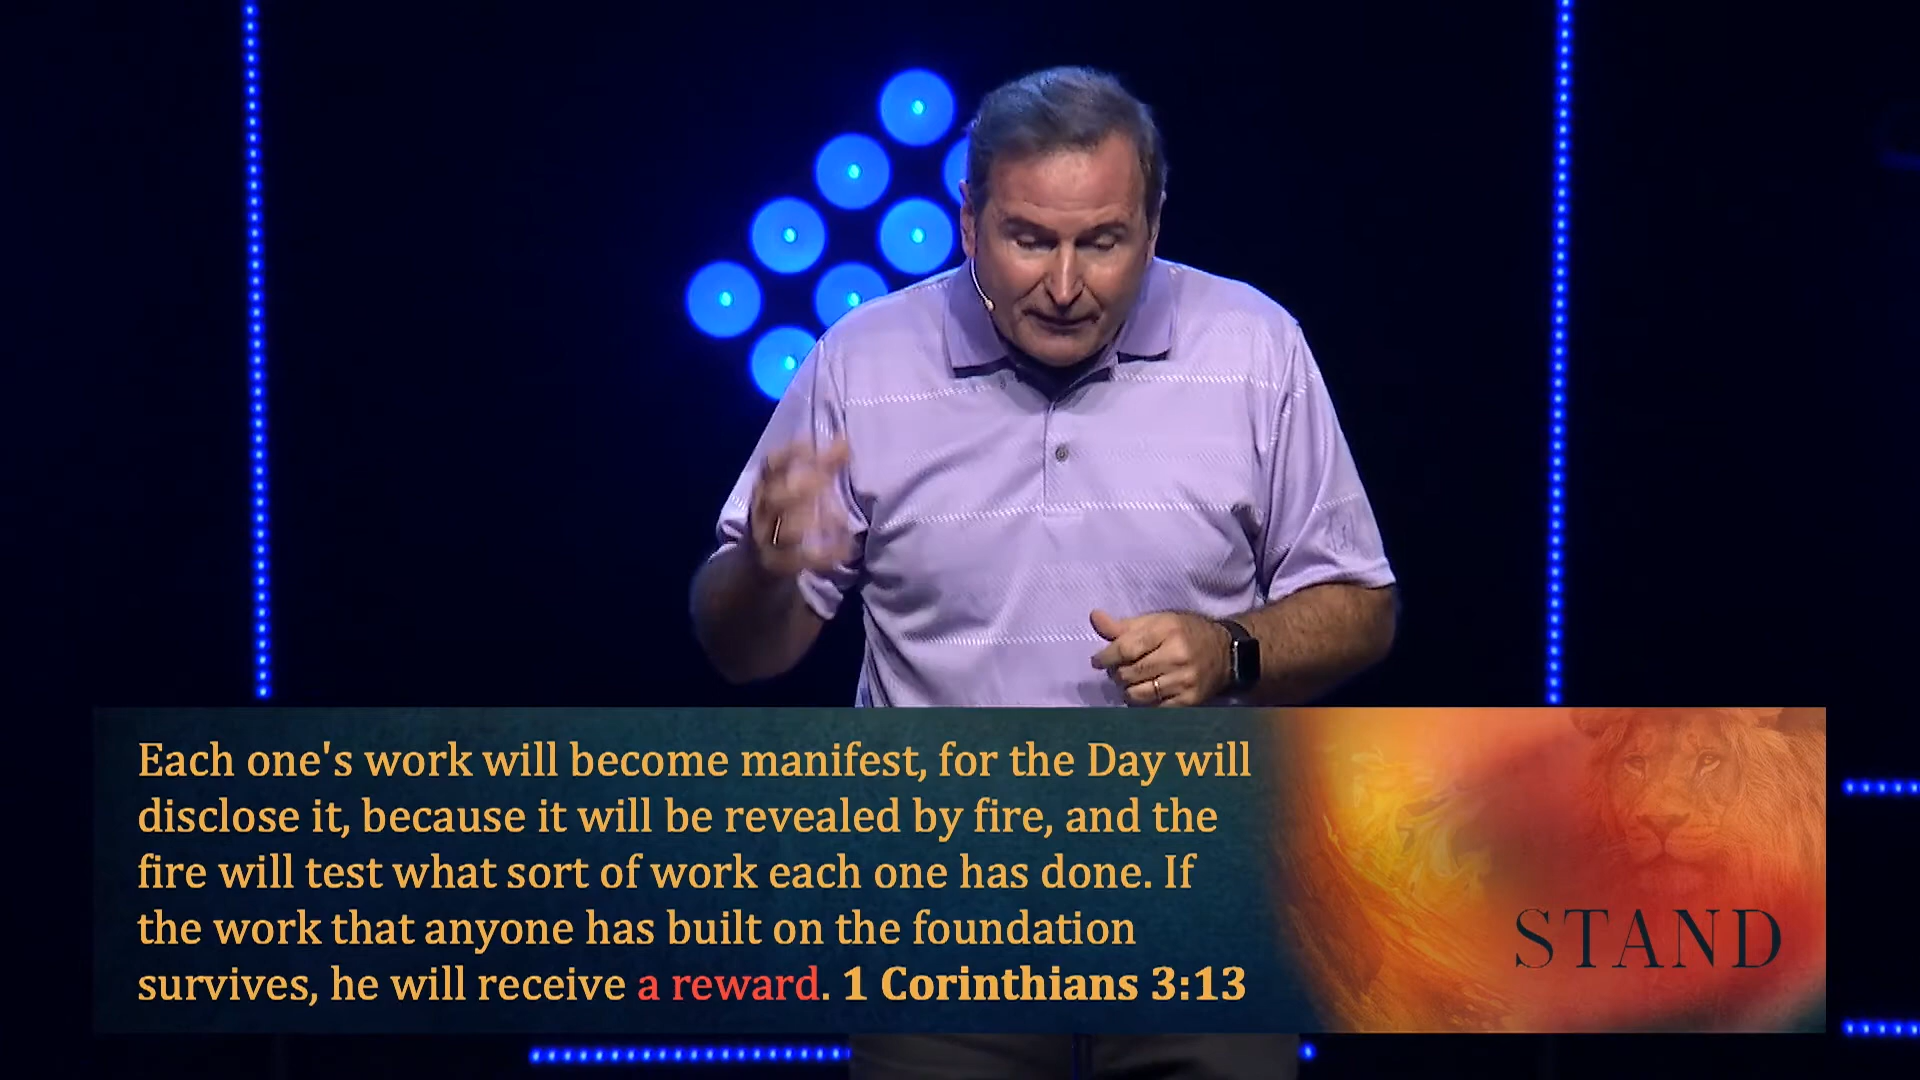 Each one's work will become manifest, for the Day will
disclose it, because it will be revealed by fire, and the
fire will test what sort of work each one has done. If
the work that anyone has built on the foundation
survives, he will receive a reward. 1 Corinthians 3:13
STAND